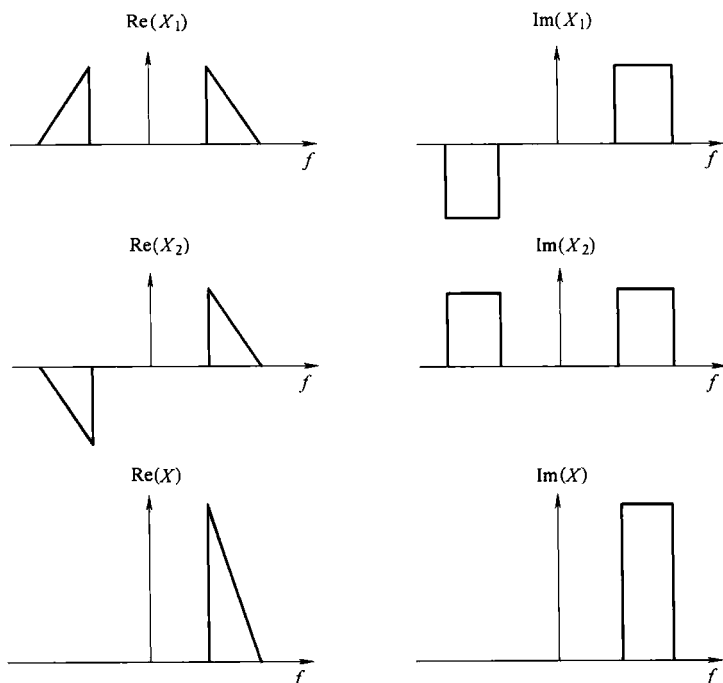 Re(X₁)
Im(X₁)
f
f
Re(X₂)
Im(X₂)
f
f
Re(X)
Im(X)
f
f